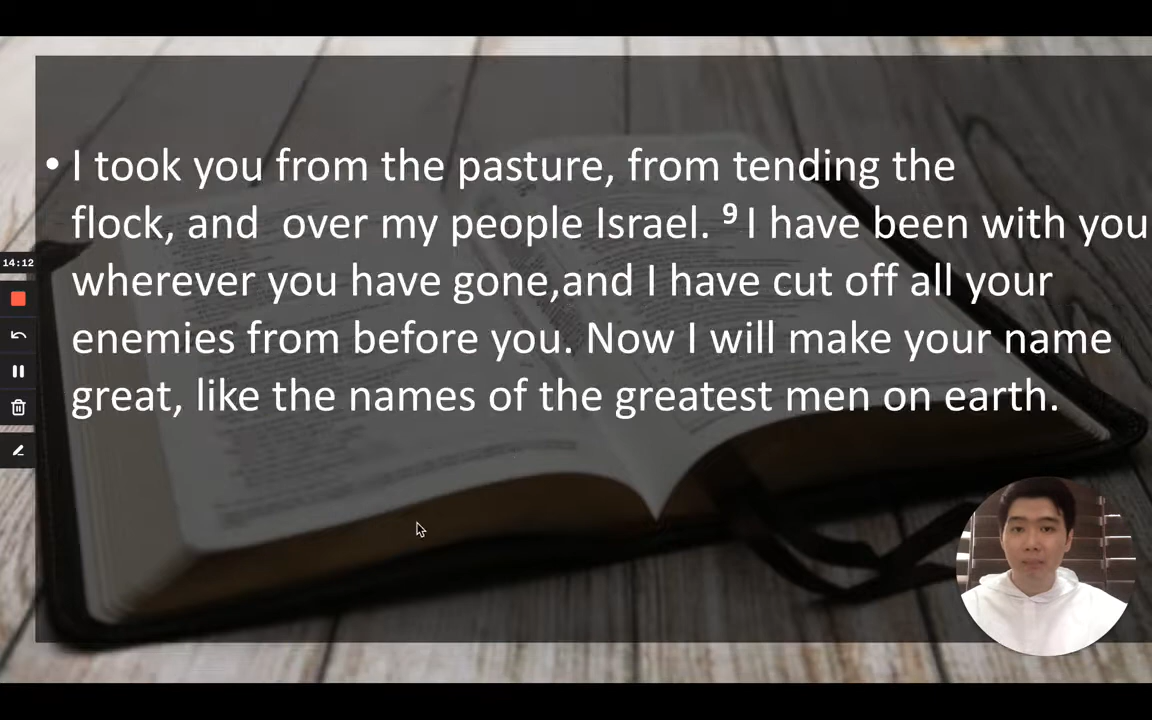 • I took you from the pasture, from tending the
flock, and  over my people Israel. ⁹ I have been with you
wherever you have gone,and I have cut off all your
enemies from before you. Now I will make your name
great, like the names of the greatest men on earth.
14:12